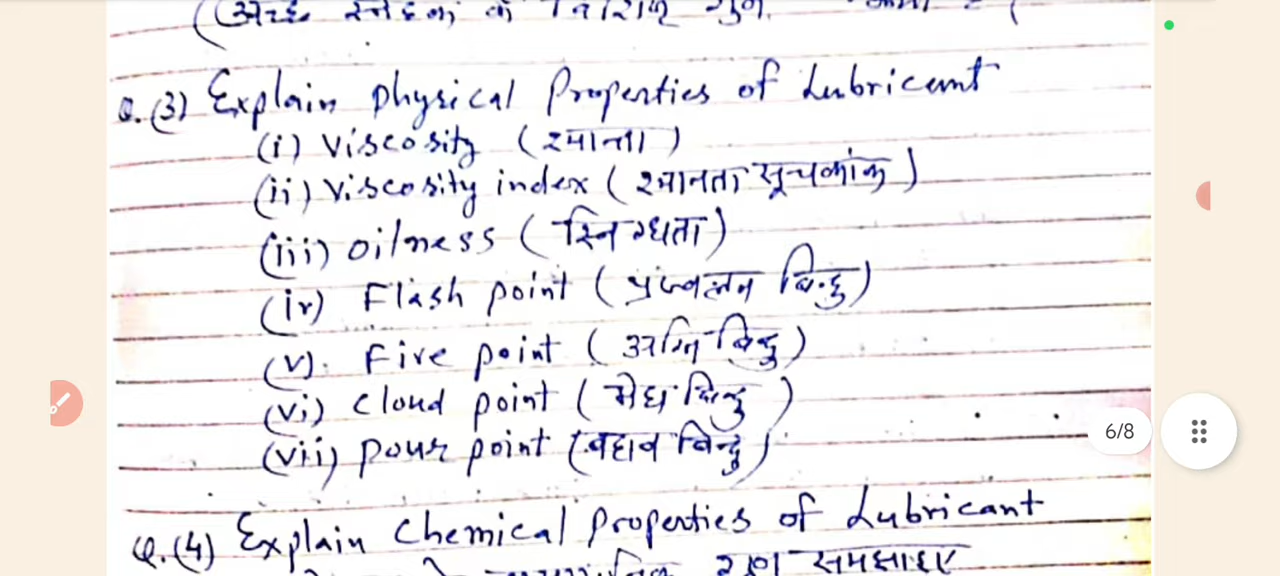 Q.(3) Explain physical Properties of Lubricant
(i) Viscosity (श्यानता)
(ii) Viscosity index (श्यानता सूचकांक)
(iii) oilness (स्निग्धता)
(iv) Flash point (प्रज्वलन बिन्दु)
(v). Fire point (अग्नि बिन्दु)
(vi) cloud point (मेघ बिन्दु)
(vii) pour point (बहाव बिन्दु)
6/8
Q.(4) Explain Chemical properties of Lubricant
गुण समझाइए